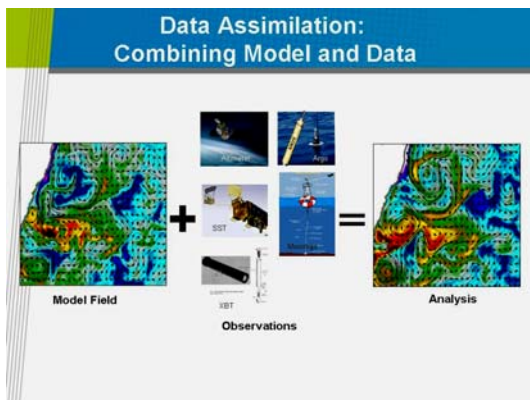 Data Assimilation:
Combining Model and Data
Altimeter
Argo
SST
Moorings
XBT
Model Field
Observations
Analysis